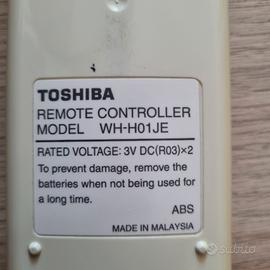 TOSHIBA
REMOTE CONTROLLER
MODEL WH-H01JE
RATED VOLTAGE: 3V DC(R03)×2
To prevent damage, remove the
batteries when not being used for
a long time.
ABS
MADE IN MALAYSIA
subito